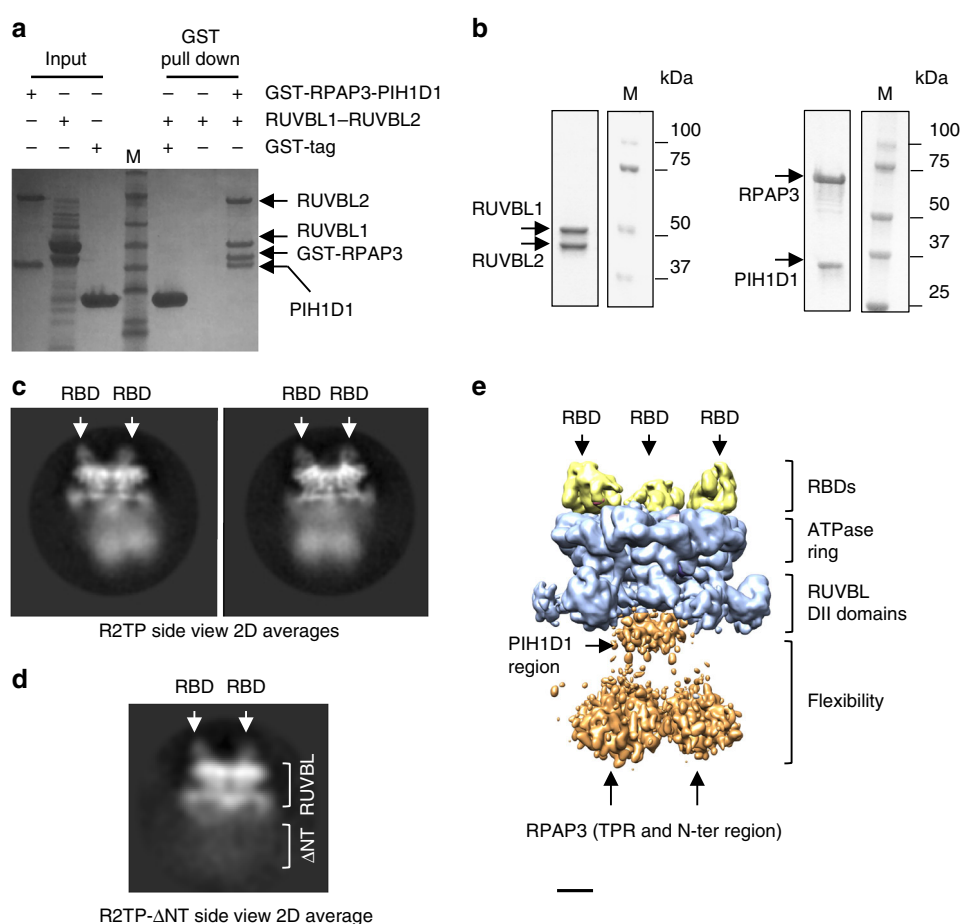 a
GST
Input
pull down
+ – – – – + GST-RPAP3-PIH1D1
– + – + + + RUVBL1–RUVBL2
– – + + – – GST-tag
M
RUVBL2
RUVBL1
GST-RPAP3
PIH1D1
b
kDa
M
100
75
RUVBL1
50
RUVBL2
37
kDa
M
100
75
RPAP3
50
37
PIH1D1
25
c
RBD RBD
RBD RBD
R2TP side view 2D averages
d
RBD RBD
RUVBL
ΔNT
R2TP-ΔNT side view 2D average
e
RBD RBD RBD
RBDs
ATPase
ring
RUVBL
DII domains
PIH1D1
region
Flexibility
RPAP3 (TPR and N-ter region)